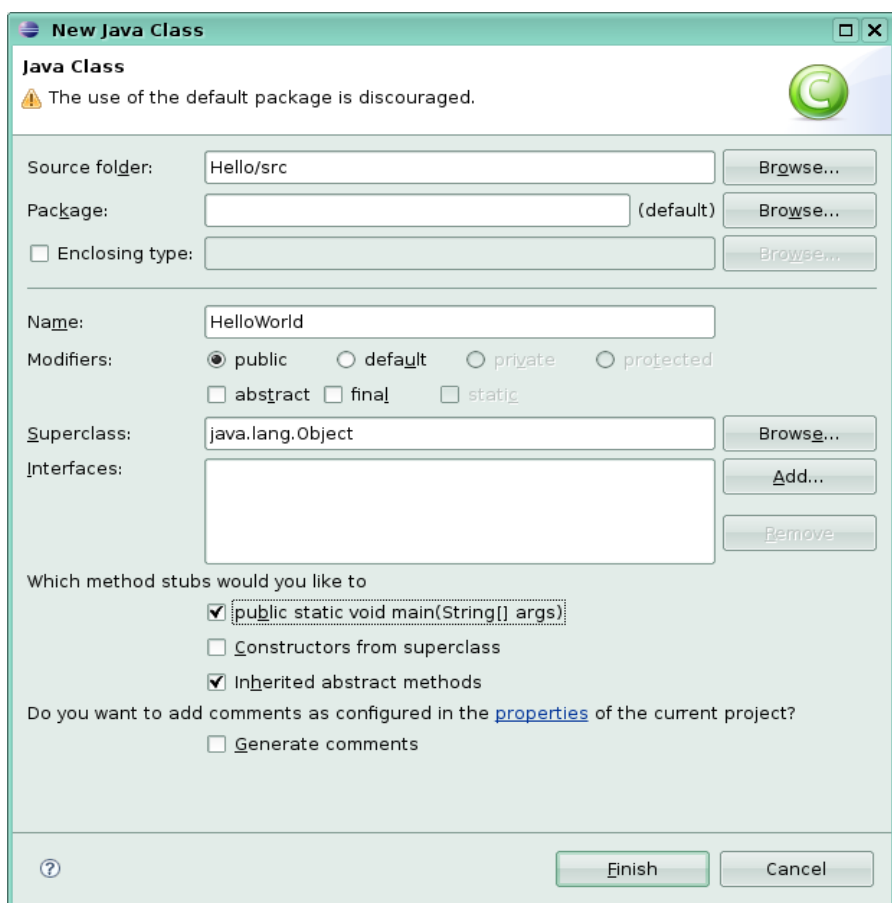 New Java Class
Java Class
The use of the default package is discouraged.
Source folder: Hello/src Browse...
Package: (default) Browse...
Enclosing type: Browse...
Name: HelloWorld
Modifiers: public default private protected
abstract final static
Superclass: java.lang.Object Browse...
Interfaces: Add...
Remove
Which method stubs would you like to
public static void main(String[] args)
Constructors from superclass
Inherited abstract methods
Do you want to add comments as configured in the properties of the current project?
Generate comments
? Finish Cancel